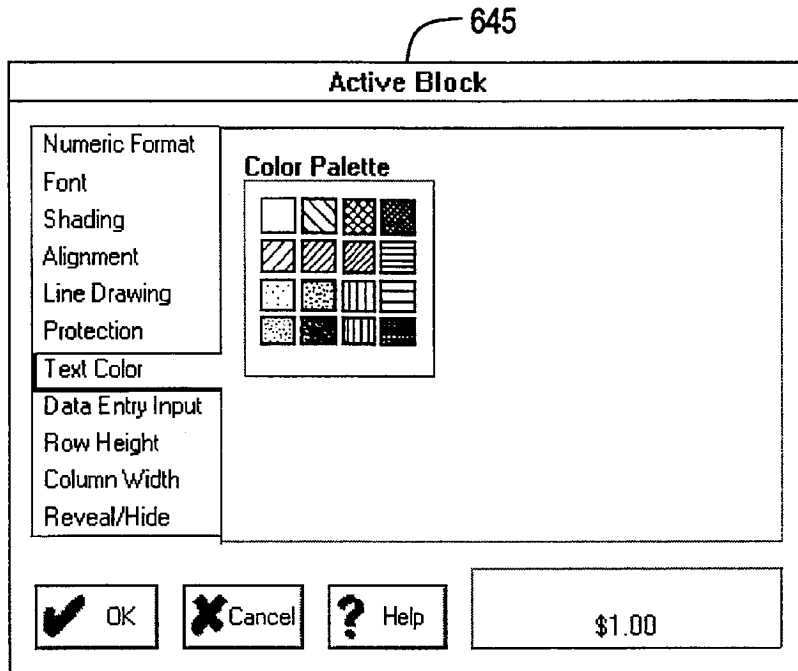 645
Active Block
Numeric Format
Font
Shading
Alignment
Line Drawing
Protection
Text Color
Data Entry Input
Row Height
Column Width
Reveal/Hide
Color Palette
OK
Cancel
? Help
$1.00